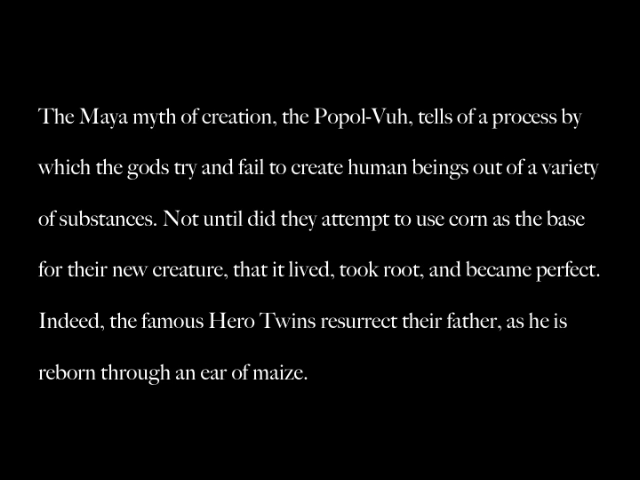 The Maya myth of creation, the Popol-Vuh, tells of a process by
which the gods try and fail to create human beings out of a variety
of substances. Not until did they attempt to use corn as the base
for their new creature, that it lived, took root, and became perfect.
Indeed, the famous Hero Twins resurrect their father, as he is
reborn through an ear of maize.